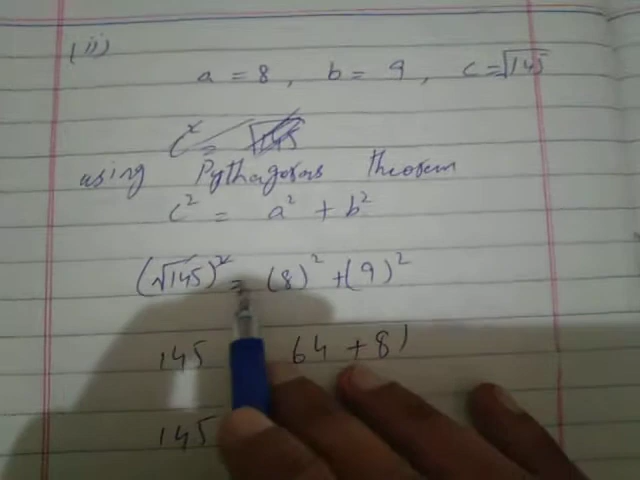 (ii)
a = 8, b = 9, c = √145
using Pythagoras theorem
c² = a² + b²
(√145)² = (8)² + (9)²
145 64 + 81
145